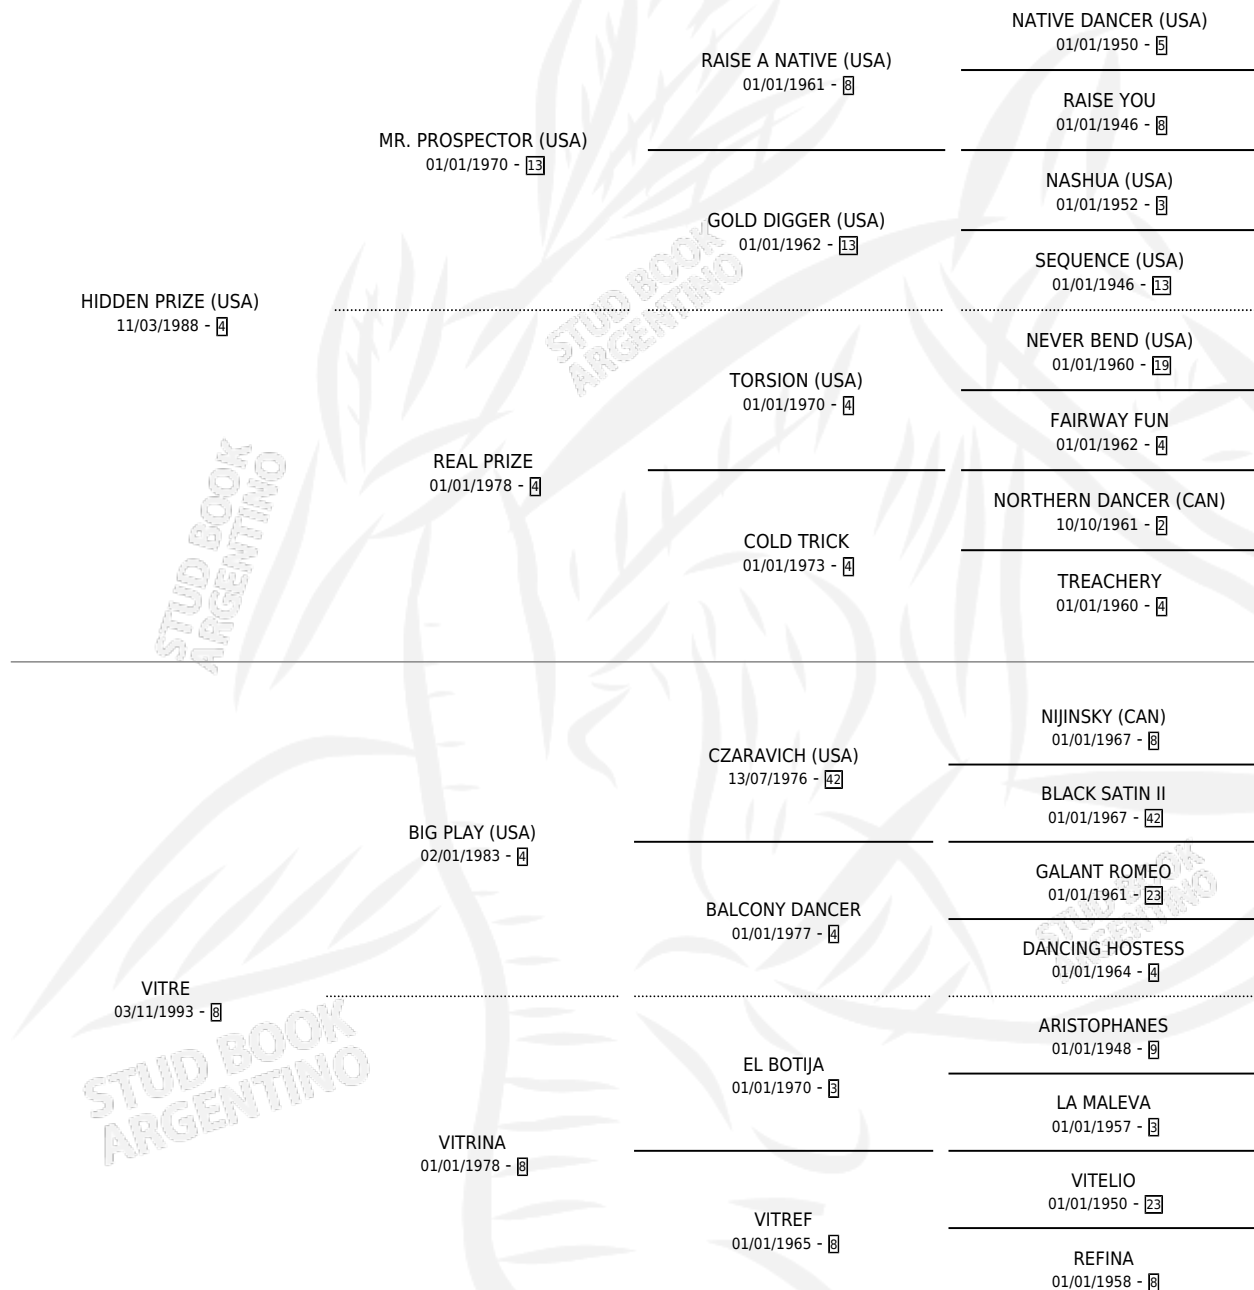 NATIVE DANCER (USA)
01/01/1950 - 5
RAISE A NATIVE (USA)
01/01/1961 - 8
RAISE YOU
01/01/1946 - 8
MR. PROSPECTOR (USA)
01/01/1970 - 13
NASHUA (USA)
01/01/1952 - 3
GOLD DIGGER (USA)
01/01/1962 - 13
SEQUENCE (USA)
01/01/1946 - 13
HIDDEN PRIZE (USA)
11/03/1988 - 4
STUD BOOK
ARGENTINO
NEVER BEND (USA)
01/01/1960 - 19
TORSION (USA)
01/01/1970 - 4
FAIRWAY FUN
01/01/1962 - 4
REAL PRIZE
01/01/1978 - 4
NORTHERN DANCER (CAN)
10/10/1961 - 2
COLD TRICK
01/01/1973 - 4
TREACHERY
01/01/1960 - 4
STUD BOOK
ARGENTINO
NIJINSKY (CAN)
01/01/1967 - 8
CZARAVICH (USA)
13/07/1976 - 42
BLACK SATIN II
01/01/1967 - 42
BIG PLAY (USA)
02/01/1983 - 4
GALANT ROMEO
01/01/1961 - 23
BALCONY DANCER
01/01/1977 - 4
DANCING HOSTESS
01/01/1964 - 4
STUD BOOK
ARGENTINO
VITRE
03/11/1993 - 8
ARISTOPHANES
01/01/1948 - 9
EL BOTIJA
01/01/1970 - 3
LA MALEVA
01/01/1957 - 3
STUD BOOK
ARGENTINO
VITRINA
01/01/1978 - 8
VITELIO
01/01/1950 - 23
VITREF
01/01/1965 - 8
REFINA
01/01/1958 - 8